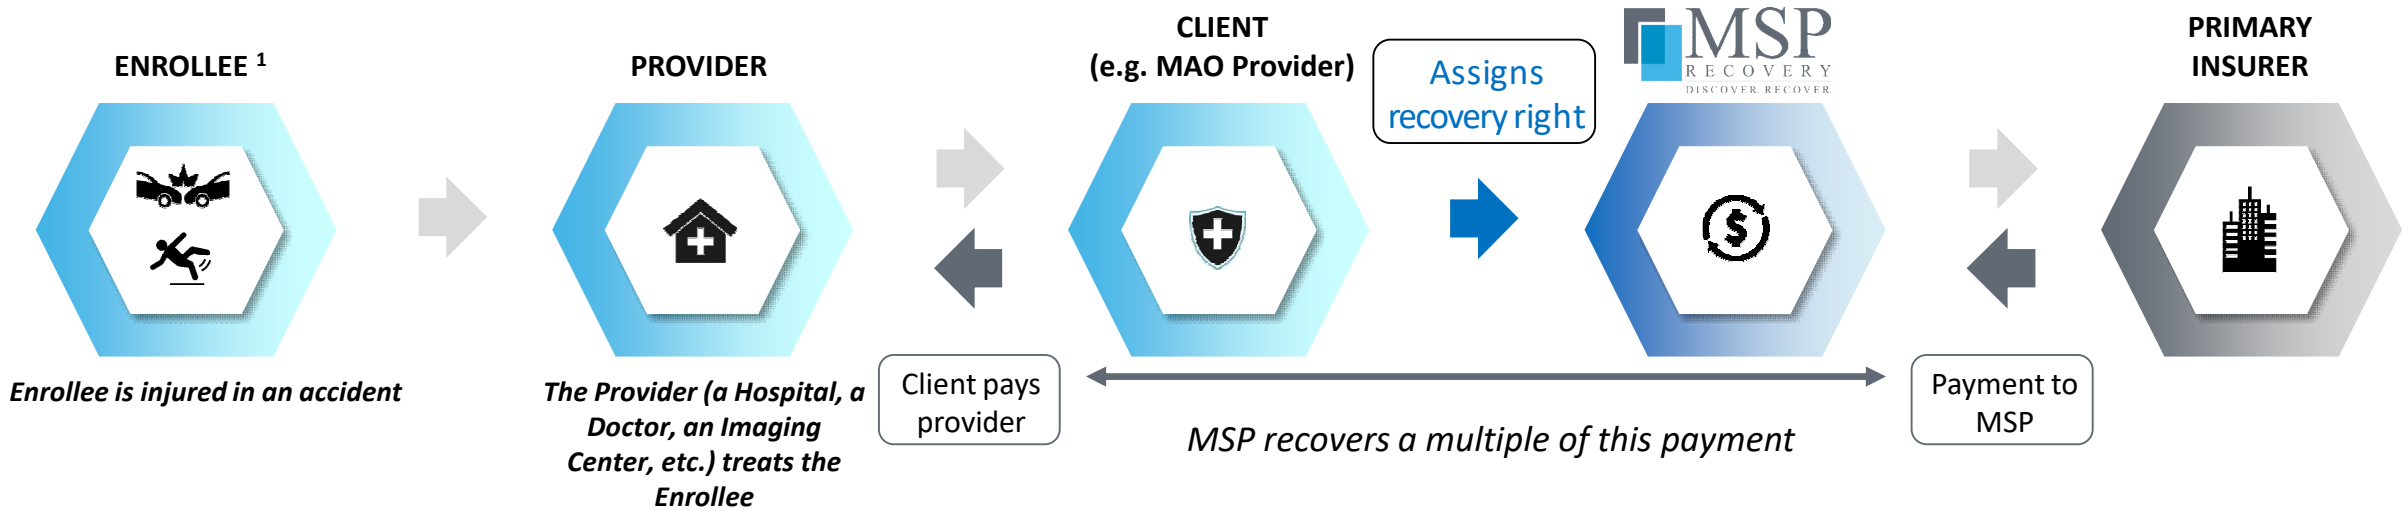 ENROLLEE 1
PROVIDER
CLIENT
(e.g. MAO Provider)
Assigns
recovery right
MSP
RECOVERY
DISCOVER. RECOVER.
PRIMARY
INSURER
Enrollee is injured in an accident
The Provider (a Hospital, a
Doctor, an Imaging
Center, etc.) treats the
Enrollee
Client pays
provider
MSP recovers a multiple of this payment
Payment to
MSP